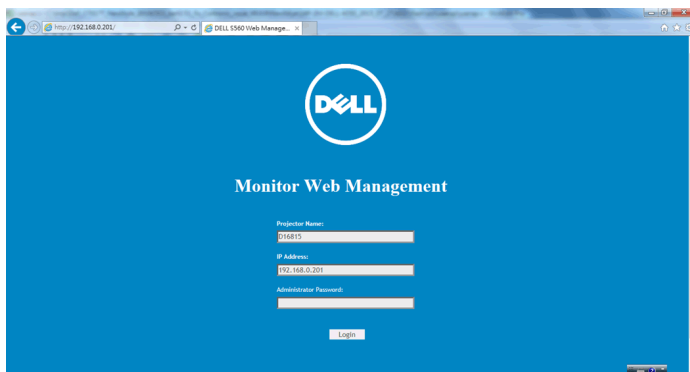 http://192.168.0.201/
DELL S560 Web Manage...
DELL
Monitor Web Management
Projector Name:
D16815
IP Address:
192.168.0.201
Administrator Password:
Login